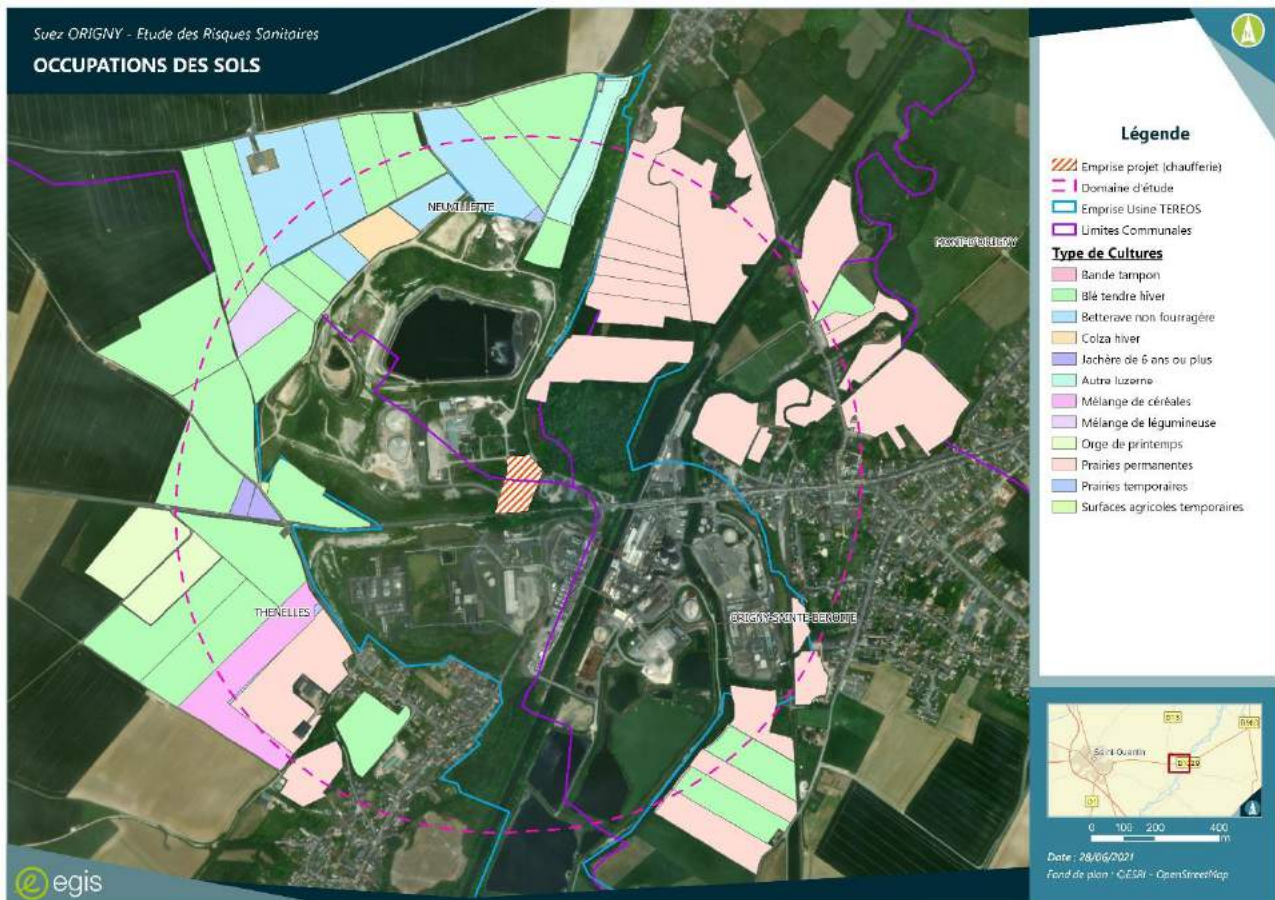 Suez ORIGNY - Etude des Risques Sanitaires
OCCUPATIONS DES SOLS
N
NEUVILLETTE
MONT-D'ORIGNY
THENELLES
ORIGNY-SAINTE-BENOITE
Légende
Emprise projet (chaufferie)
Domaine d'étude
Emprise Usine TEREOS
Limites Communales
Type de Cultures
Bande tampon
Blé tendre hiver
Betterave non fourragère
Colza hiver
Jachère de 6 ans ou plus
Autre luzerne
Mélange de céréales
Mélange de légumineuse
Orge de printemps
Prairies permanentes
Prairies temporaires
Surfaces agricoles temporaires
Saint-Quentin
D1029
D1
0 100 200 400
m
Date : 28/06/2021
Fond de plan : ©ESRI - OpenStreetMap
egis